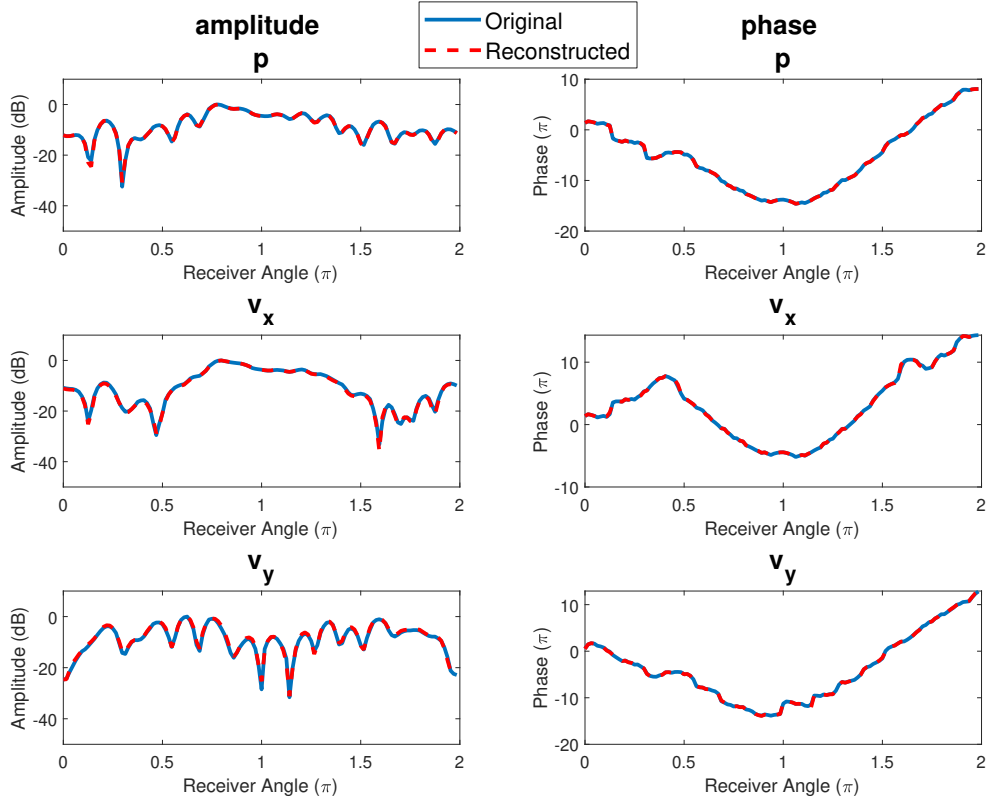 amplitude
p
Original
Reconstructed
phase
p
Amplitude (dB)
0
-20
-40
0 0.5 1 1.5 2
Receiver Angle (π)
Phase (π)
10
0
-10
-20
0 0.5 1 1.5 2
Receiver Angle (π)
v_x
Amplitude (dB)
0
-20
-40
0 0.5 1 1.5 2
Receiver Angle (π)
v_x
Phase (π)
10
0
-10
0 0.5 1 1.5 2
Receiver Angle (π)
v_y
Amplitude (dB)
0
-20
-40
0 0.5 1 1.5 2
Receiver Angle (π)
v_y
Phase (π)
10
0
-10
-20
0 0.5 1 1.5 2
Receiver Angle (π)